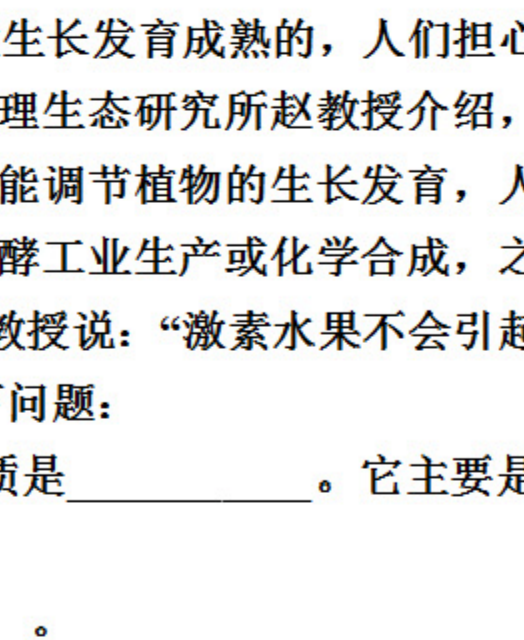 生长发育成熟的，人们担心
理生态研究所赵教授介绍，
能调节植物的生长发育，人
酵工业生产或化学合成，之
教授说：“激素水果不会引起
问题：
质是___________。它主要是
。